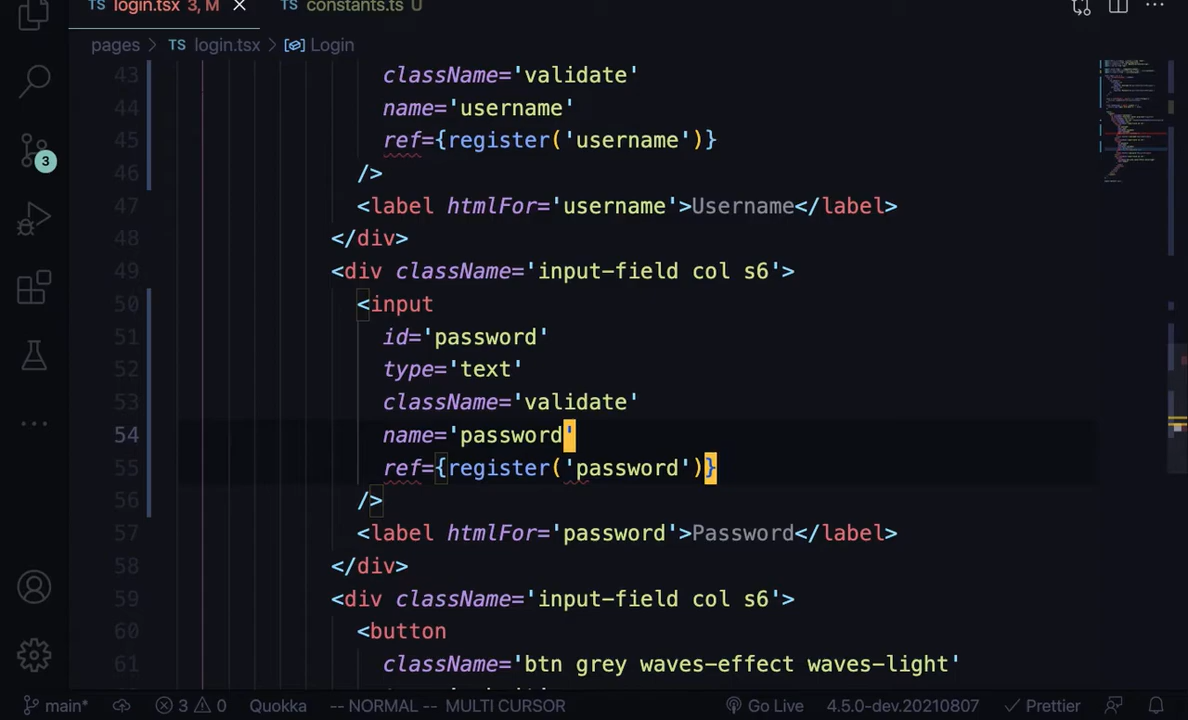 login.tsx 3, M constants.ts U
pages login.tsx Login
43 className='validate'
44 name='username'
45 ref={register('username')}
46 />
47 <label htmlFor='username'>Username</label>
48 </div>
49 <div className='input-field col s6'>
50 <input
51 id='password'
52 type='text'
53 className='validate'
54 name='password'
55 ref={register('password')}
56 />
57 <label htmlFor='password'>Password</label>
58 </div>
59 <div className='input-field col s6'>
60 <button
61 className='btn grey waves-effect waves-light'
3
main* 3 0 Quokka -- NORMAL -- MULTI CURSOR Go Live 4.5.0-dev.20210807 Prettier